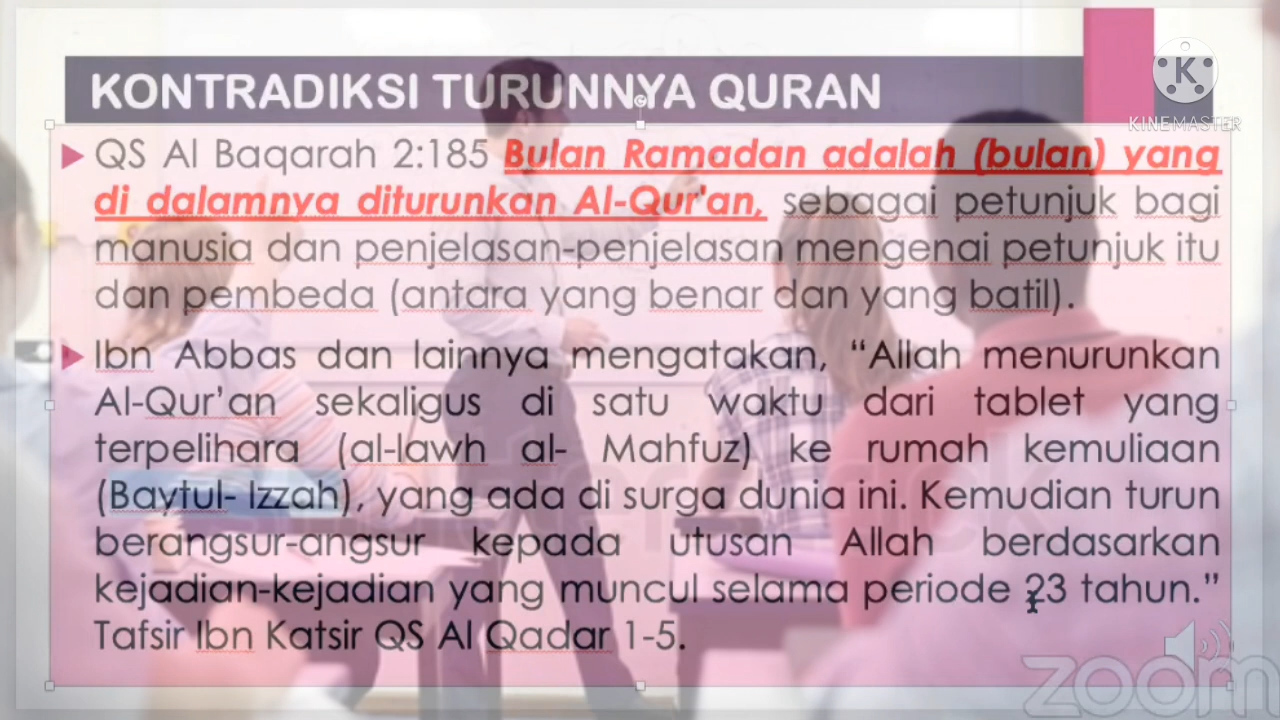 KONTRADIKSI TURUNNYA QURAN
K
KINEMASTER
QS Al Baqarah 2:185 Bulan Ramadan adalah (bulan) yang
di dalamnya diturunkan Al-Qur'an, sebagai petunjuk bagi
manusia dan penjelasan-penjelasan mengenai petunjuk itu
dan pembeda (antara yang benar dan yang batil).
Ibn Abbas dan lainnya mengatakan, “Allah menurunkan
Al-Qur’an sekaligus di satu waktu dari tablet yang
terpelihara (al-lawh al- Mahfuz) ke rumah kemuliaan
(Baytul- Izzah), yang ada di surga dunia ini. Kemudian turun
berangsur-angsur kepada utusan Allah berdasarkan
kejadian-kejadian yang muncul selama periode 23 tahun.”
Tafsir Ibn Katsir QS Al Qadar 1-5.
zoom